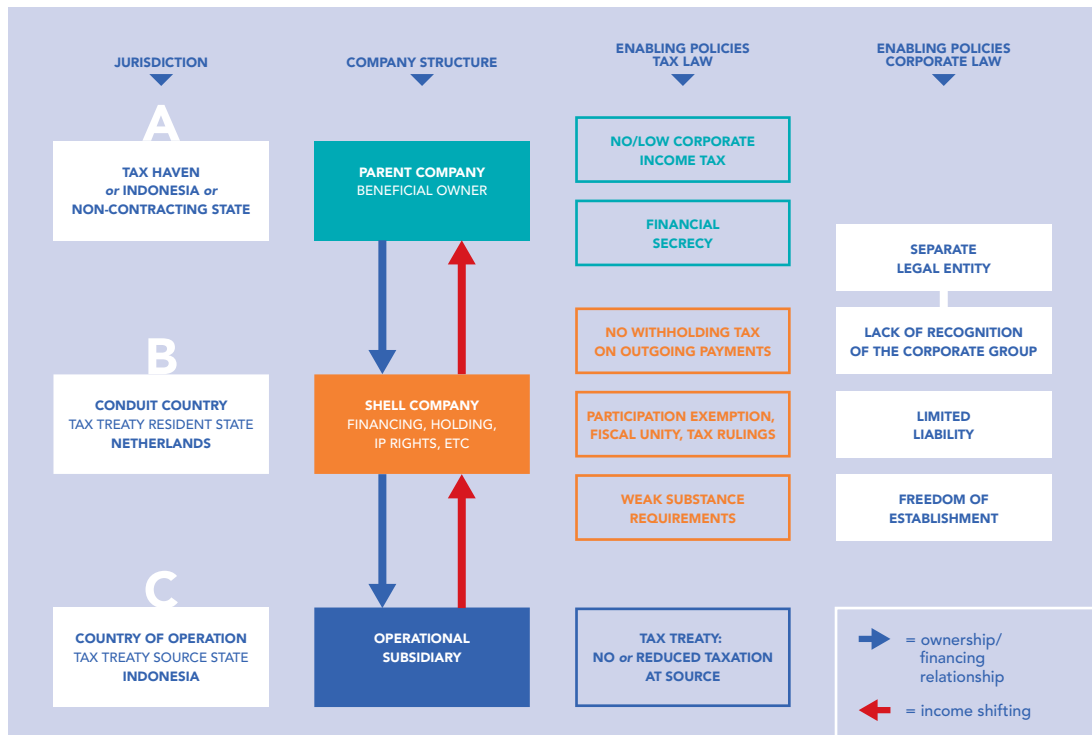 JURISDICTION
COMPANY STRUCTURE
ENABLING POLICIES
TAX LAW
ENABLING POLICIES
CORPORATE LAW
A
TAX HAVEN
or INDONESIA or
NON-CONTRACTING STATE
PARENT COMPANY
BENEFICIAL OWNER
NO/LOW CORPORATE
INCOME TAX
FINANCIAL
SECRECY
SEPARATE
LEGAL ENTITY
B
CONDUIT COUNTRY
TAX TREATY RESIDENT STATE
NETHERLANDS
SHELL COMPANY
FINANCING, HOLDING,
IP RIGHTS, ETC
NO WITHHOLDING TAX
ON OUTGOING PAYMENTS
PARTICIPATION EXEMPTION,
FISCAL UNITY, TAX RULINGS
WEAK SUBSTANCE
REQUIREMENTS
LACK OF RECOGNITION
OF THE CORPORATE GROUP
LIMITED
LIABILITY
FREEDOM OF
ESTABLISHMENT
C
COUNTRY OF OPERATION
TAX TREATY SOURCE STATE
INDONESIA
OPERATIONAL
SUBSIDIARY
TAX TREATY:
NO or REDUCED TAXATION
AT SOURCE
= ownership/
financing
relationship
= income shifting